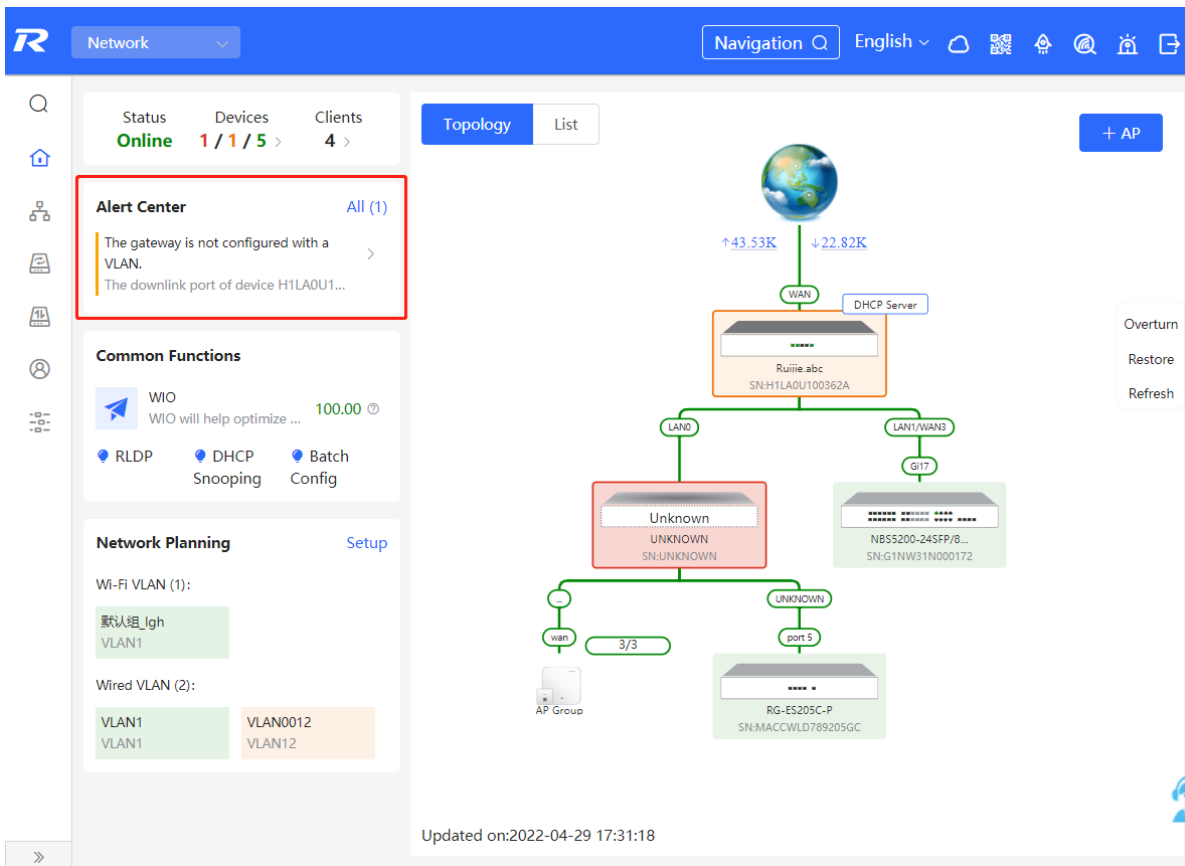 Network
Navigation
English
Status
Devices
Clients
Online
1 / 1 / 5
4
Alert Center
All (1)
The gateway is not configured with a
VLAN.
The downlink port of device H1LA0U1...
Common Functions
WIO
WIO will help optimize ...
100.00
RLDP
DHCP
Snooping
Batch
Config
Network Planning
Setup
Wi-Fi VLAN (1):
默认组_lgh
VLAN1
Wired VLAN (2):
VLAN1
VLAN1
VLAN0012
VLAN12
Topology
List
+ AP
↑43.53K
↓22.82K
WAN
DHCP Server
Ruijie.abc
SN:H1LA0U100362A
LAN0
LAN1/WAN3
Gi17
Unknown
UNKNOWN
SN:UNKNOWN
NBS5200-24SFP/8...
SN:G1NW31N000172
...
UNKNOWN
wan
3/3
port 5
AP Group
RG-ES205C-P
SN:MACCWLD789205GC
Overturn
Restore
Refresh
Updated on:2022-04-29 17:31:18